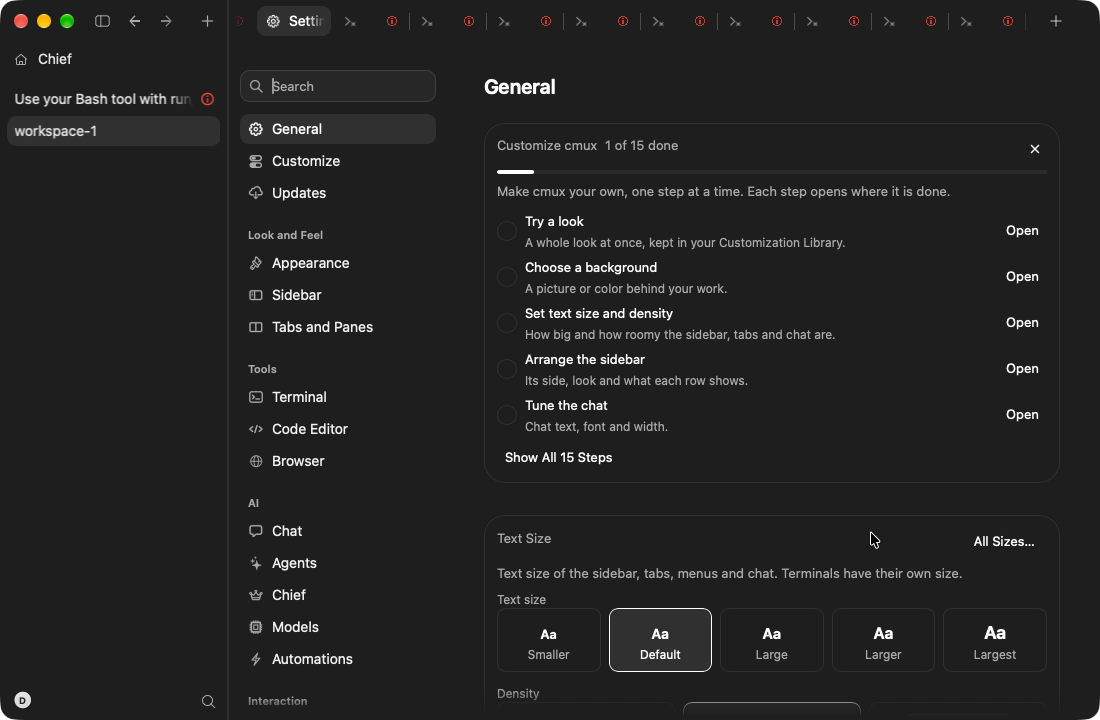 Settin
Chief
Use your Bash tool with run
workspace-1
D
Search
General
Customize
Updates
Look and Feel
Appearance
Sidebar
Tabs and Panes
Tools
Terminal
Code Editor
Browser
AI
Chat
Agents
Chief
Models
Automations
Interaction
General
Customize cmux 1 of 15 done
Make cmux your own, one step at a time. Each step opens where it is done.
Try a look
A whole look at once, kept in your Customization Library.
Open
Choose a background
A picture or color behind your work.
Open
Set text size and density
How big and how roomy the sidebar, tabs and chat are.
Open
Arrange the sidebar
Its side, look and what each row shows.
Open
Tune the chat
Chat text, font and width.
Open
Show All 15 Steps
Text Size
All Sizes...
Text size of the sidebar, tabs, menus and chat. Terminals have their own size.
Text size
Aa Aa Aa Aa Aa
Smaller Default Large Larger Largest
Density